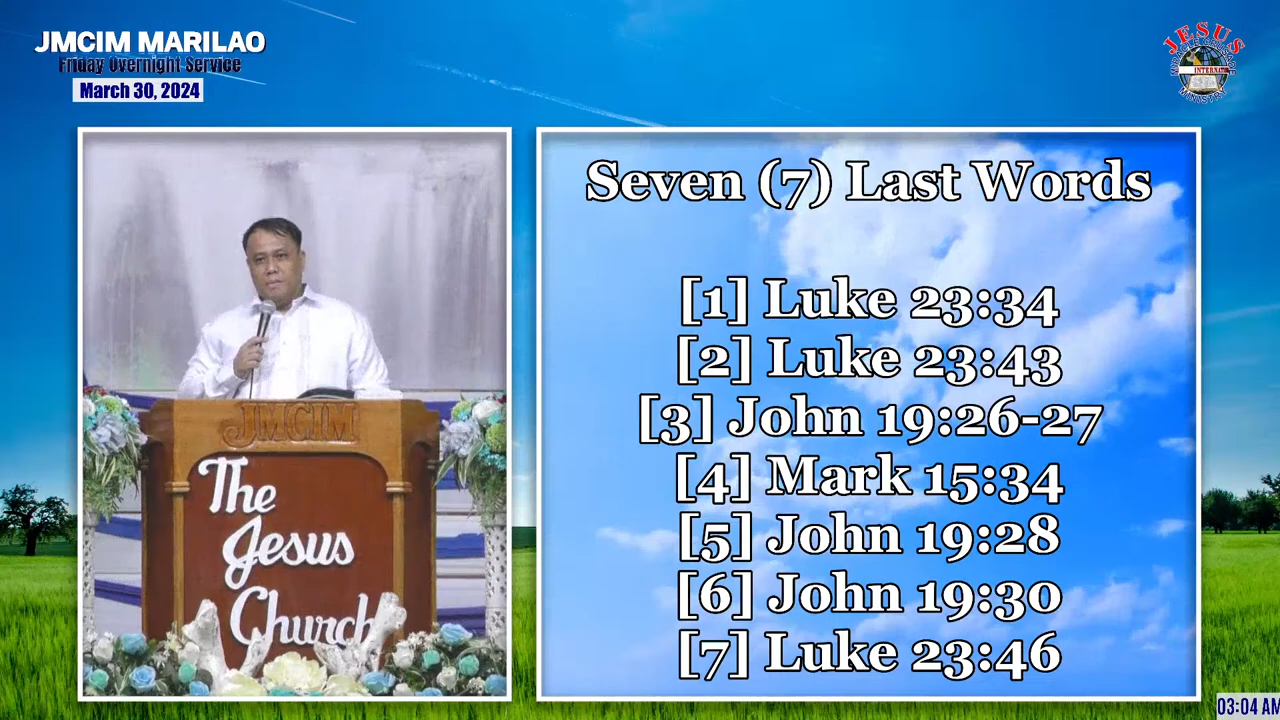 JMCIM MARILAO
Friday Overnight Service
March 30, 2024
JESUS
MINISTRY
Seven (7) Last Words
[1] Luke 23:34
[2] Luke 23:43
[3] John 19:26-27
[4] Mark 15:34
[5] John 19:28
[6] John 19:30
[7] Luke 23:46
JMCIM
The
Jesus
Church
03:04 AM